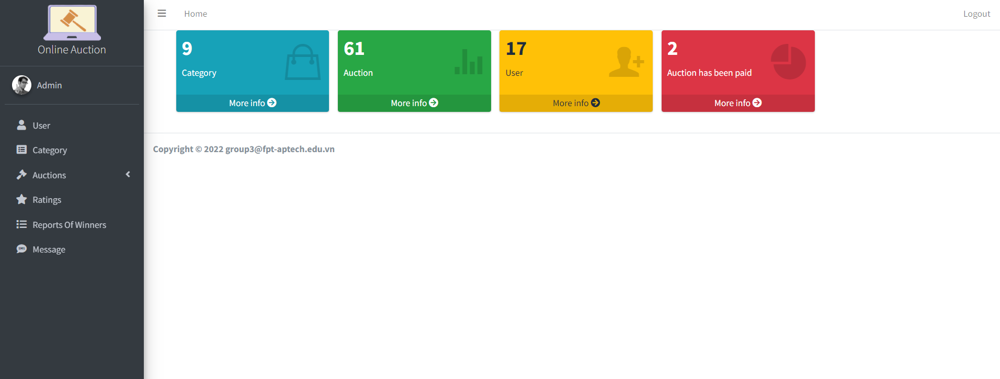 Online Auction
Admin
User
Category
Auctions
Ratings
Reports Of Winners
SMS Message
Home
Logout
9
Category
More info
61
Auction
More info
17
User
More info
2
Auction has been paid
More info
Copyright © 2022 group3@fpt-aptech.edu.vn